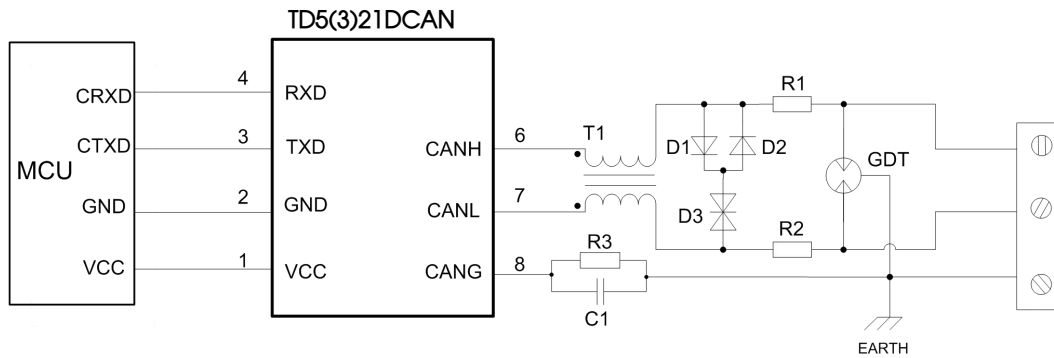 TD5(3)21DCAN
MCU
CRXD
4
RXD
CTXD
3
TXD
GND
2
GND
VCC
1
VCC
CANH
6
CANL
7
CANG
8
T1
D1
D2
D3
R1
R2
GDT
R3
C1
EARTH